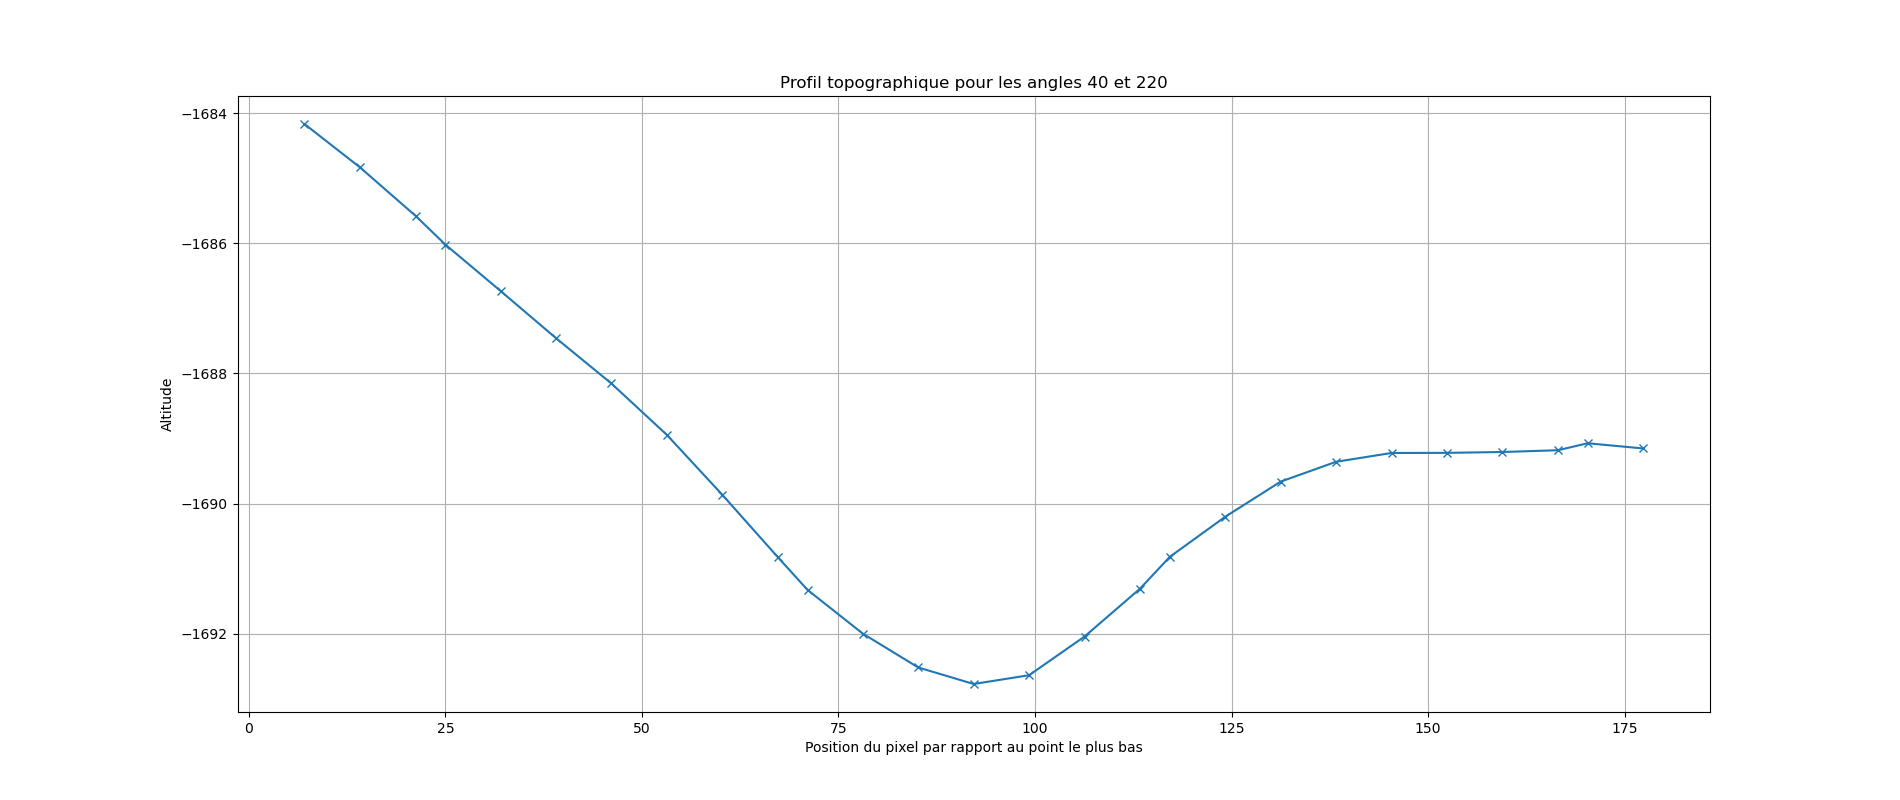 Profil topographique pour les angles 40 et 220
−1684
−1686
−1688
−1690
−1692
Altitude
0 25 50 75 100 125 150 175
Position du pixel par rapport au point le plus bas